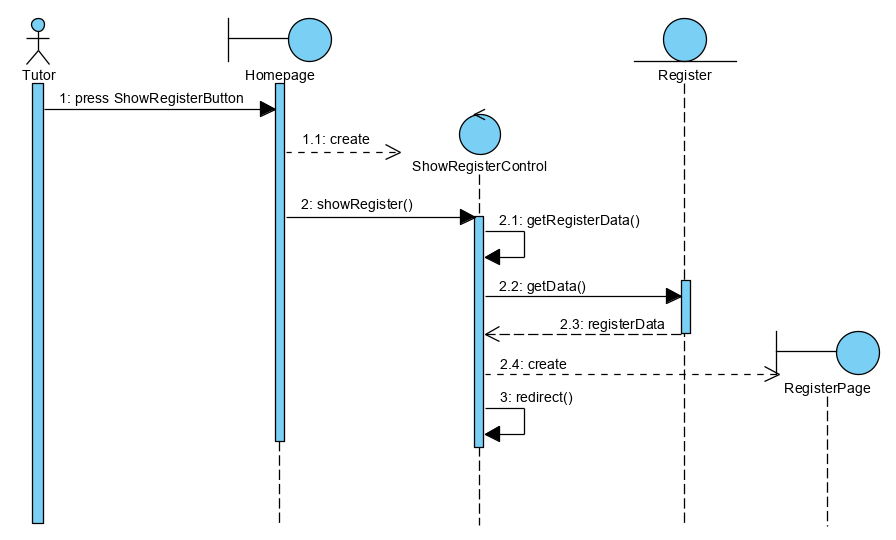 Tutor
Homepage
Register
1: press ShowRegisterButton
1.1: create
ShowRegisterControl
2: showRegister()
2.1: getRegisterData()
2.2: getData()
2.3: registerData
2.4: create
RegisterPage
3: redirect()